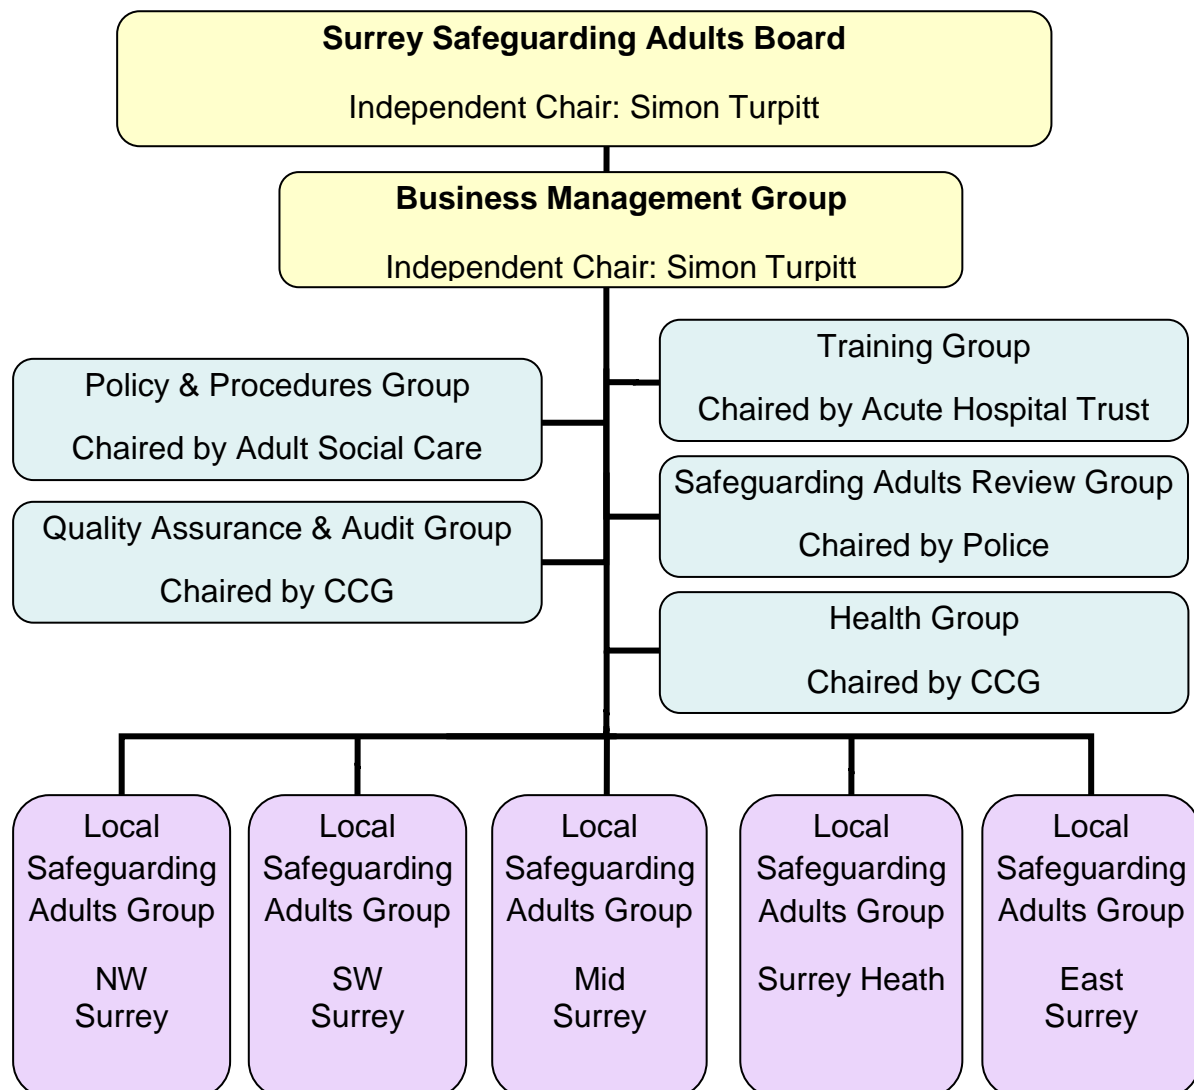 Surrey Safeguarding Adults Board
Independent Chair: Simon Turpitt
Business Management Group
Independent Chair: Simon Turpitt
Policy & Procedures Group
Chaired by Adult Social Care
Quality Assurance & Audit Group
Chaired by CCG
Training Group
Chaired by Acute Hospital Trust
Safeguarding Adults Review Group
Chaired by Police
Health Group
Chaired by CCG
Local
Safeguarding
Adults Group
NW
Surrey
Local
Safeguarding
Adults Group
SW
Surrey
Local
Safeguarding
Adults Group
Mid
Surrey
Local
Safeguarding
Adults Group
Surrey Heath
Local
Safeguarding
Adults Group
East
Surrey